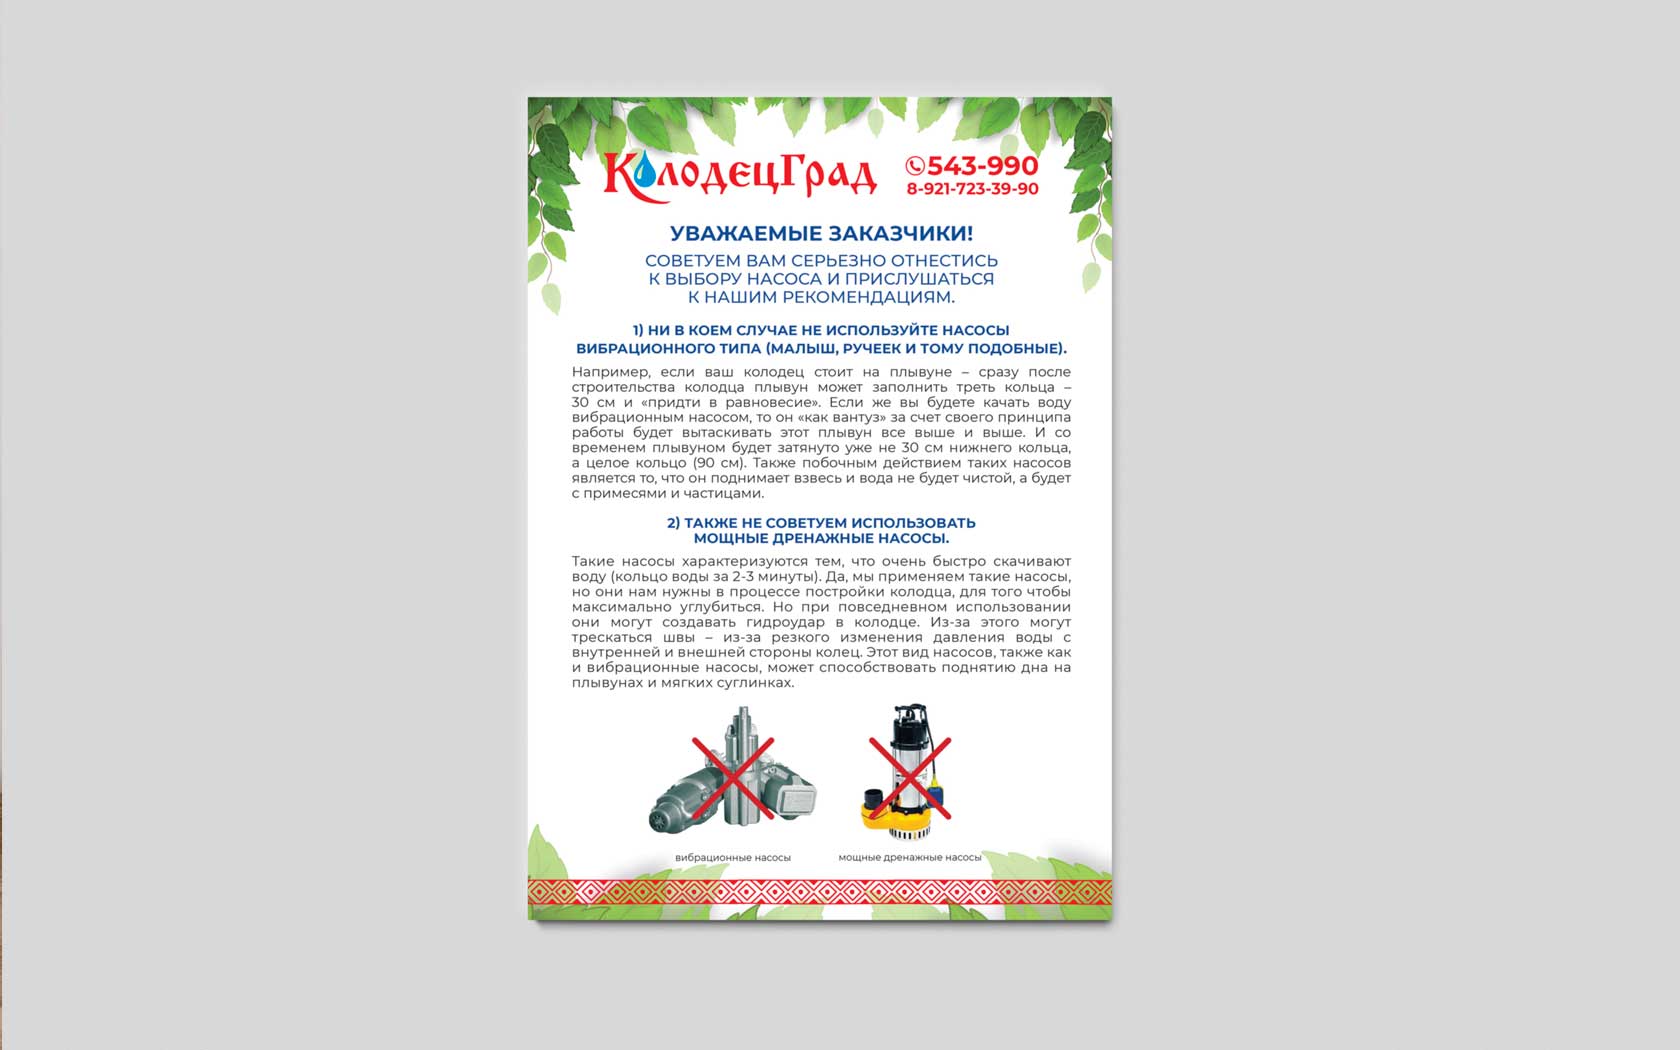 КолодецГрад
543-990
8-921-723-39-90
УВАЖАЕМЫЕ ЗАКАЗЧИКИ!
СОВЕТУЕМ ВАМ СЕРЬЕЗНО ОТНЕСТИСЬ
К ВЫБОРУ НАСОСА И ПРИСЛУШАТЬСЯ
К НАШИМ РЕКОМЕНДАЦИЯМ.
1) НИ В КОЕМ СЛУЧАЕ НЕ ИСПОЛЬЗУЙТЕ НАСОСЫ
ВИБРАЦИОННОГО ТИПА (МАЛЫШ, РУЧЕЕК И ТОМУ ПОДОБНЫЕ).
Например, если ваш колодец стоит на плывуне – сразу после
строительства колодца плывун может заполнить треть кольца –
30 см и «придти в равновесие». Если же вы будете качать воду
вибрационным насосом, то он «как вантуз» за счет своего принципа
работы будет вытаскивать этот плывун все выше и выше. И со
временем плывуном будет затянуто уже не 30 см нижнего кольца,
а целое кольцо (90 см). Также побочным действием таких насосов
является то, что он поднимает взвесь и вода не будет чистой, а будет
с примесями и частицами.
2) ТАКЖЕ НЕ СОВЕТУЕМ ИСПОЛЬЗОВАТЬ
МОЩНЫЕ ДРЕНАЖНЫЕ НАСОСЫ.
Такие насосы характеризуются тем, что очень быстро скачивают
воду (кольцо воды за 2-3 минуты). Да, мы применяем такие насосы,
но они нам нужны в процессе постройки колодца, для того чтобы
максимально углубиться. Но при повседневном использовании
они могут создавать гидроудар в колодце. Из-за этого могут
трескаться швы – из-за резкого изменения давления воды с
внутренней и внешней стороны колец. Этот вид насосов, также как
и вибрационные насосы, может способствовать поднятию дна на
плывунах и мягких суглинках.
вибрационные насосы
мощные дренажные насосы